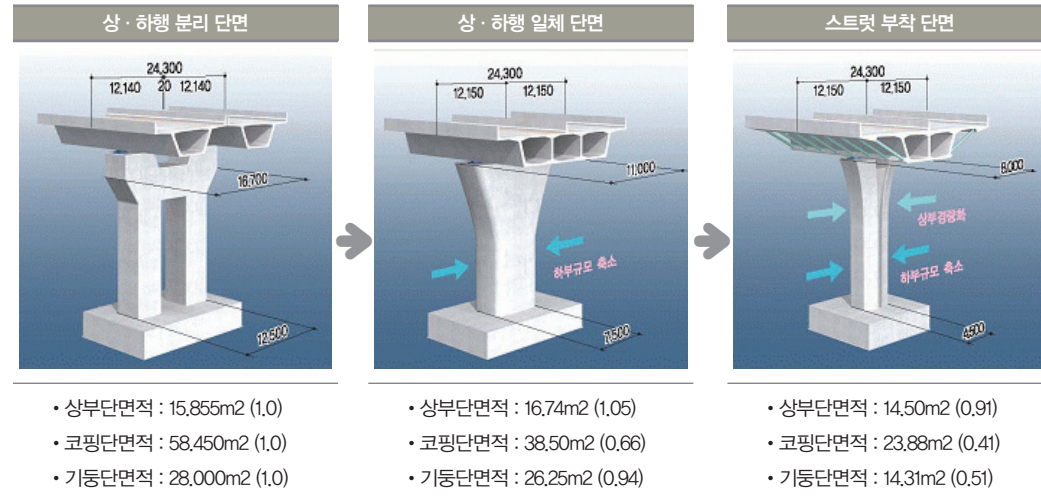 상 · 하행 분리 단면
24,300
12,140 20 12,140
16,700
12,500
• 상부단면적 : 15.855m2 (1.0)
• 코핑단면적 : 58.450m2 (1.0)
• 기둥단면적 : 28.000m2 (1.0)
상 · 하행 일체 단면
24,300
12,150 12,150
11,000
하부규모 축소
7,500
• 상부단면적 : 16.74m2 (1.05)
• 코핑단면적 : 38.50m2 (0.66)
• 기둥단면적 : 26.25m2 (0.94)
스트럿 부착 단면
24,300
12,150 12,150
8,000
상부경량화
하부규모 축소
4,500
• 상부단면적 : 14.50m2 (0.91)
• 코핑단면적 : 23.88m2 (0.41)
• 기둥단면적 : 14.31m2 (0.51)